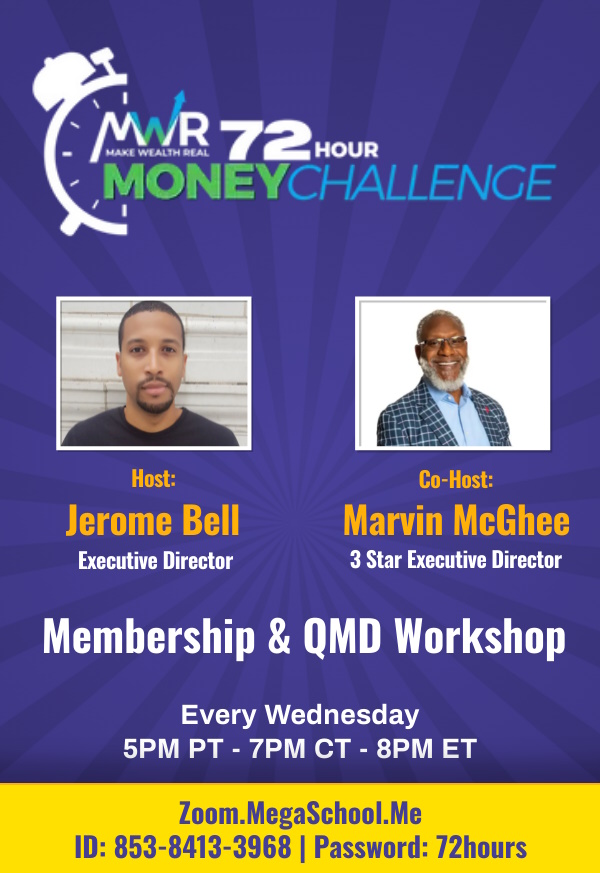 MWR
MAKE WEALTH REAL
72 HOUR
MONEYCHALLENGE
Host:
Jerome Bell
Executive Director
Co-Host:
Marvin McGhee
3 Star Executive Director
Membership & QMD Workshop
Every Wednesday
5PM PT - 7PM CT - 8PM ET
Zoom.MegaSchool.Me
ID: 853-8413-3968 | Password: 72hours